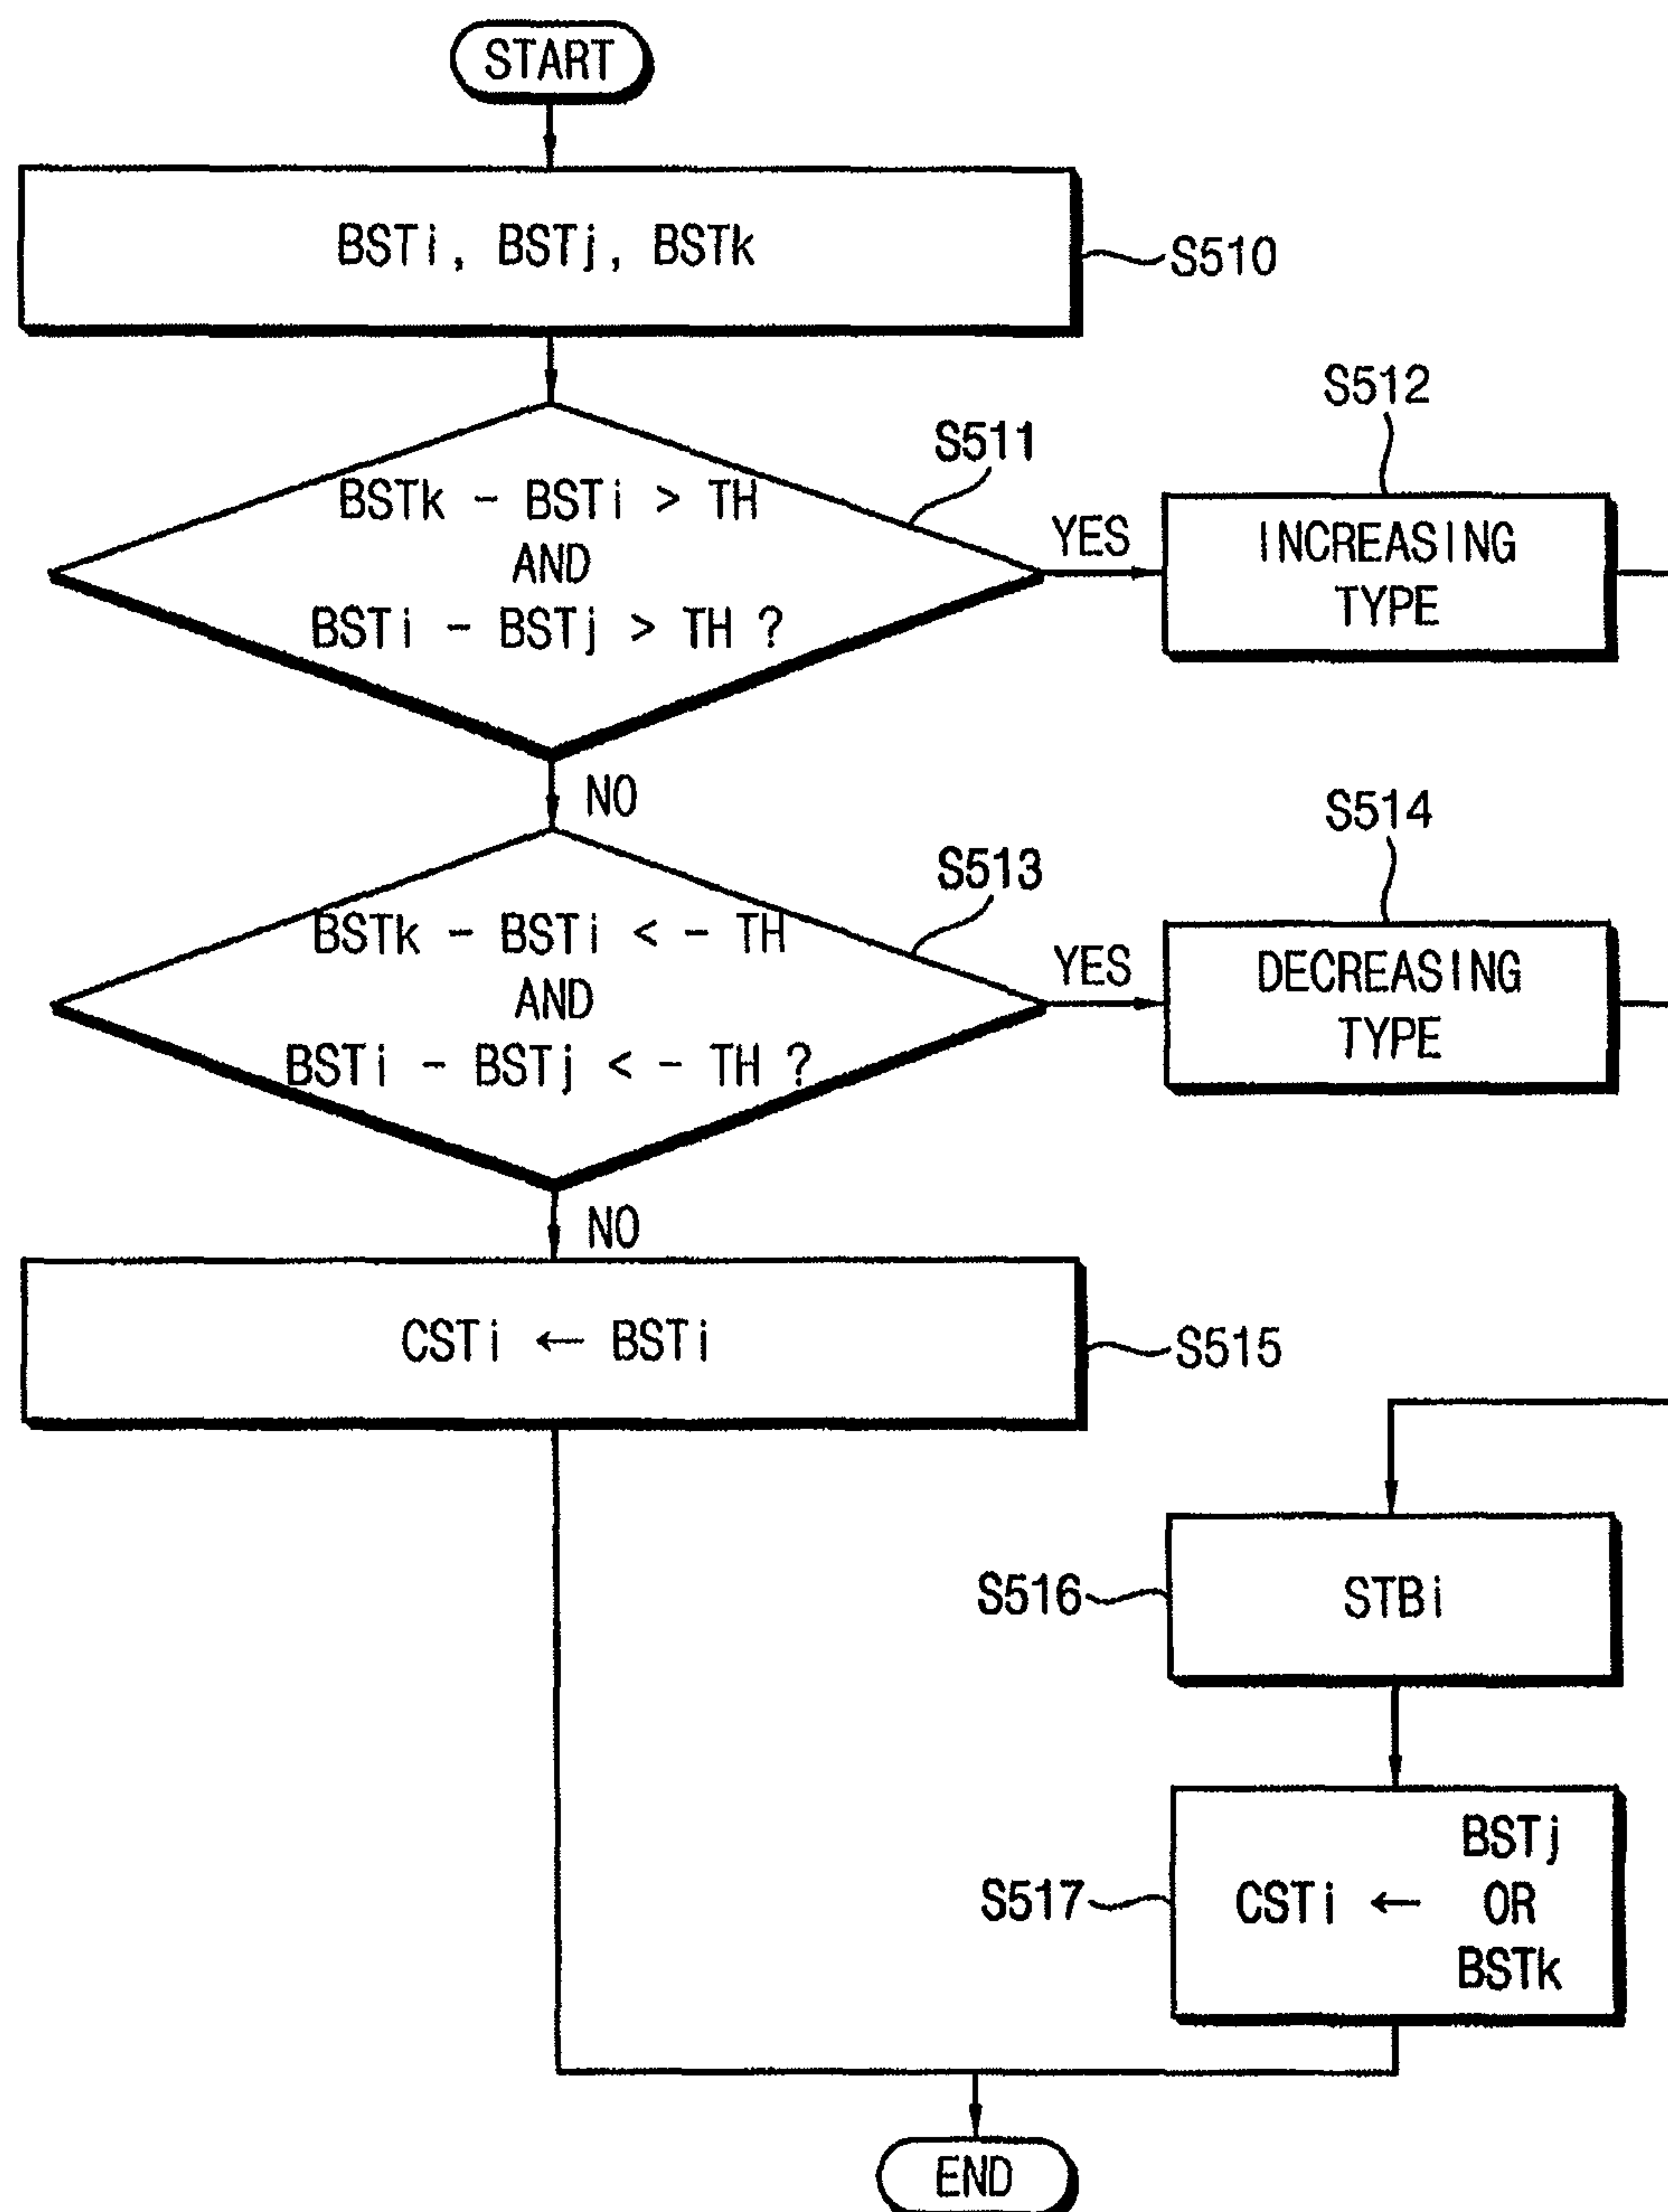 START
BSTi, BSTj, BSTk
S510
BSTk - BSTi > TH
AND
BSTi - BSTj > TH ?
S511
YES
S512
INCREASING
TYPE
NO
BSTk - BSTi < - TH
AND
BSTi - BSTj < - TH ?
S513
YES
S514
DECREASING
TYPE
NO
CSTi ← BSTi
S515
S516
STBi
S517
BSTj
CSTi ← OR
BSTk
END